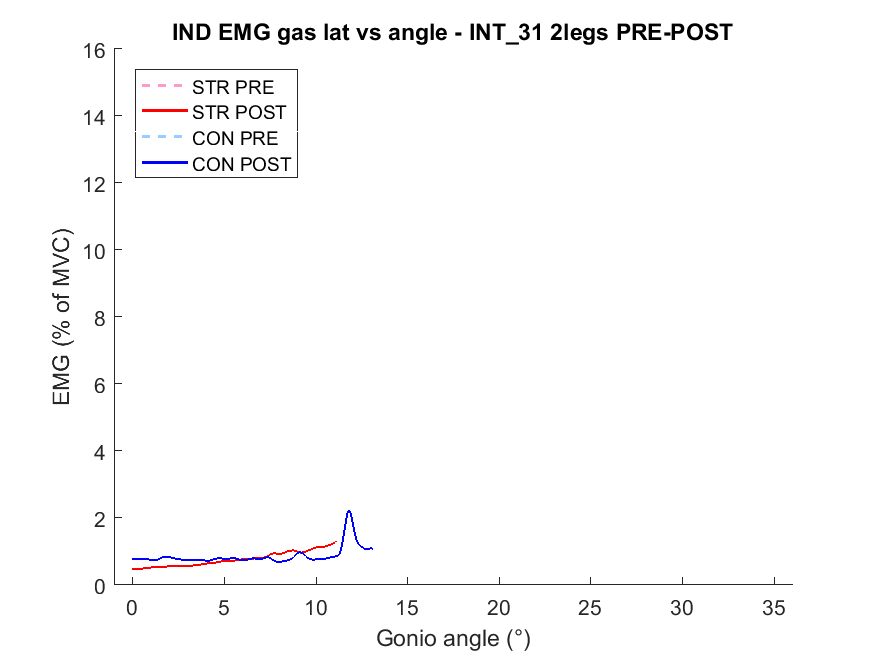 IND EMG gas lat vs angle - INT_31 2legs PRE-POST
16
14
12
10
8
6
4
2
0
EMG (% of MVC)
STR PRE
STR POST
CON PRE
CON POST
0 5 10 15 20 25 30 35
Gonio angle (°)